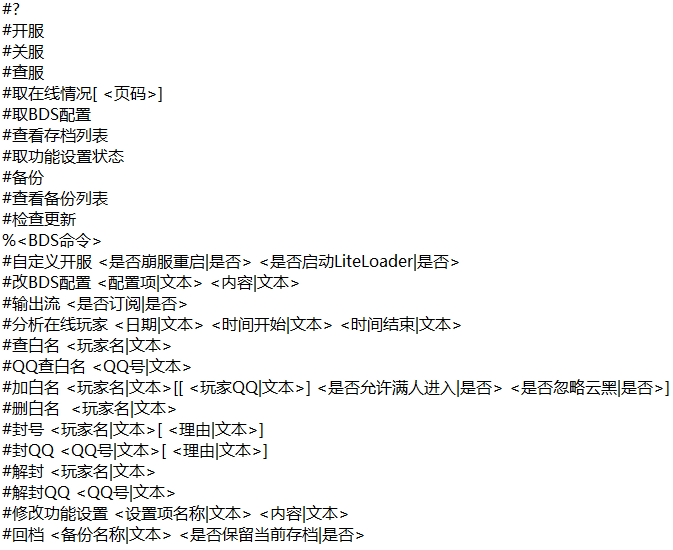 #?
#开服
#关服
#查服
#取在线情况[ <页码>]
#取BDS配置
#查看存档列表
#取功能设置状态
#备份
#查看备份列表
#检查更新
%<BDS命令>
#自定义开服 <是否崩服重启|是否> <是否启动LiteLoader|是否>
#改BDS配置 <配置项|文本> <内容|文本>
#输出流 <是否订阅|是否>
#分析在线玩家 <日期|文本> <时间开始|文本> <时间结束|文本>
#查白名 <玩家名|文本>
#QQ查白名 <QQ号|文本>
#加白名 <玩家名|文本>[[ <玩家QQ|文本>] <是否允许满人进入|是否> <是否忽略云黑|是否>]
#删白名  <玩家名|文本>
#封号 <玩家名|文本>[ <理由|文本>]
#封QQ <QQ号|文本>[ <理由|文本>]
#解封 <玩家名|文本>
#解封QQ <QQ号|文本>
#修改功能设置 <设置项名称|文本> <内容|文本>
#回档 <备份名称|文本> <是否保留当前存档|是否>